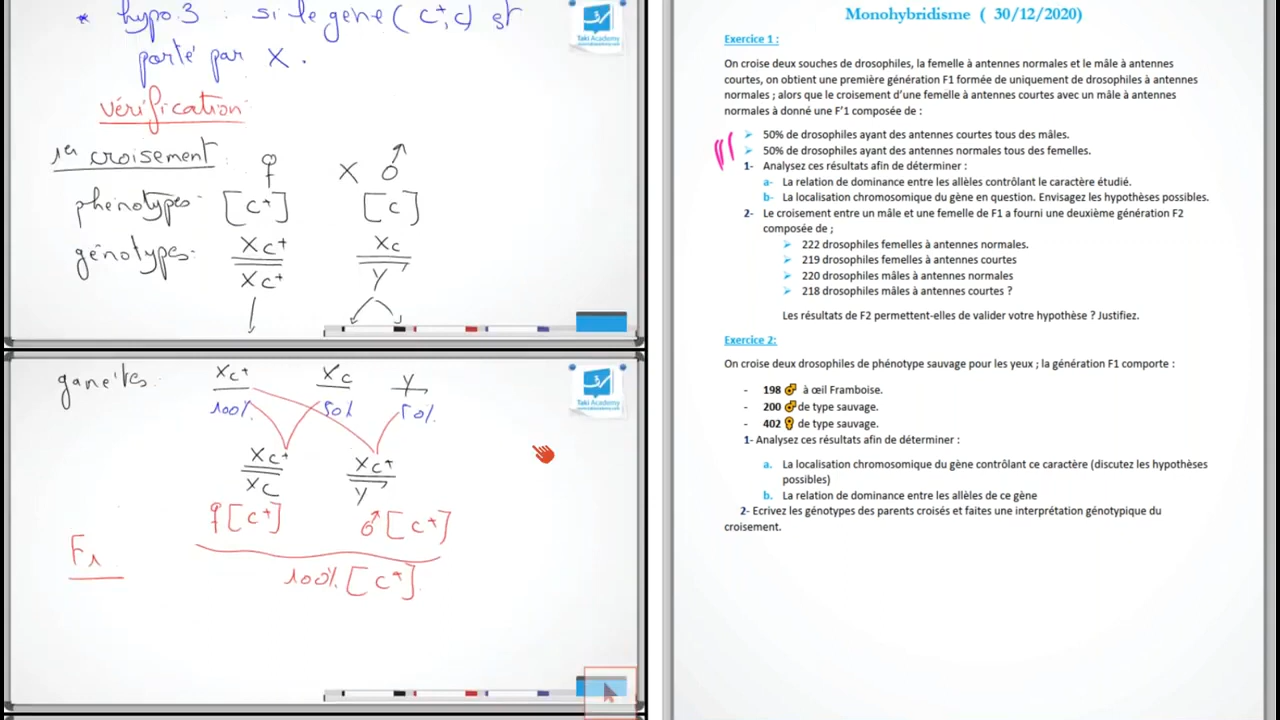 * hypo 3 : si le gène ( c+, c) st
porté par X .
vérification
1er croisement ♀ X ♂
phénotypes: [c+] [c]
génotypes: Xc+ Xc
Xc+ Y
gamètes Xc+ Xc Y
100% 50% 50%
Xc+ Xc+
Xc Y
♀[c+] ♂[c+]
F1
100% [c+]
Taki Academy
www.takiacademy.com
Taki Academy
www.takiacademy.com
Monohybridisme ( 30/12/2020)
Exercice 1 :
On croise deux souches de drosophiles, la femelle à antennes normales et le mâle à antennes
courtes, on obtient une première génération F1 formée de uniquement de drosophiles à antennes
normales ; alors que le croisement d'une femelle à antennes courtes avec un mâle à antennes
normales à donné une F'1 composée de :
➢ 50% de drosophiles ayant des antennes courtes tous des mâles.
➢ 50% de drosophiles ayant des antennes normales tous des femelles.
1- Analysez ces résultats afin de déterminer :
a- La relation de dominance entre les allèles contrôlant le caractère étudié.
b- La localisation chromosomique du gène en question. Envisagez les hypothèses possibles.
2- Le croisement entre un mâle et une femelle de F1 a fourni une deuxième génération F2
composée de ;
➢ 222 drosophiles femelles à antennes normales.
➢ 219 drosophiles femelles à antennes courtes
➢ 220 drosophiles mâles à antennes normales
➢ 218 drosophiles mâles à antennes courtes ?
Les résultats de F2 permettent-elles de valider votre hypothèse ? Justifiez.
Exercice 2:
On croise deux drosophiles de phénotype sauvage pour les yeux ; la génération F1 comporte :
- 198 ♂ à œil Framboise.
- 200 ♂ de type sauvage.
- 402 ♀ de type sauvage.
1- Analysez ces résultats afin de déterminer :
a. La localisation chromosomique du gène contrôlant ce caractère (discutez les hypothèses
possibles)
b. La relation de dominance entre les allèles de ce gène
2- Ecrivez les génotypes des parents croisés et faites une interprétation génotypique du
croisement.